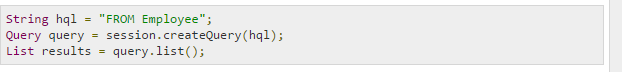 String hql = "FROM Employee";
Query query = session.createQuery(hql);
List results = query.list();